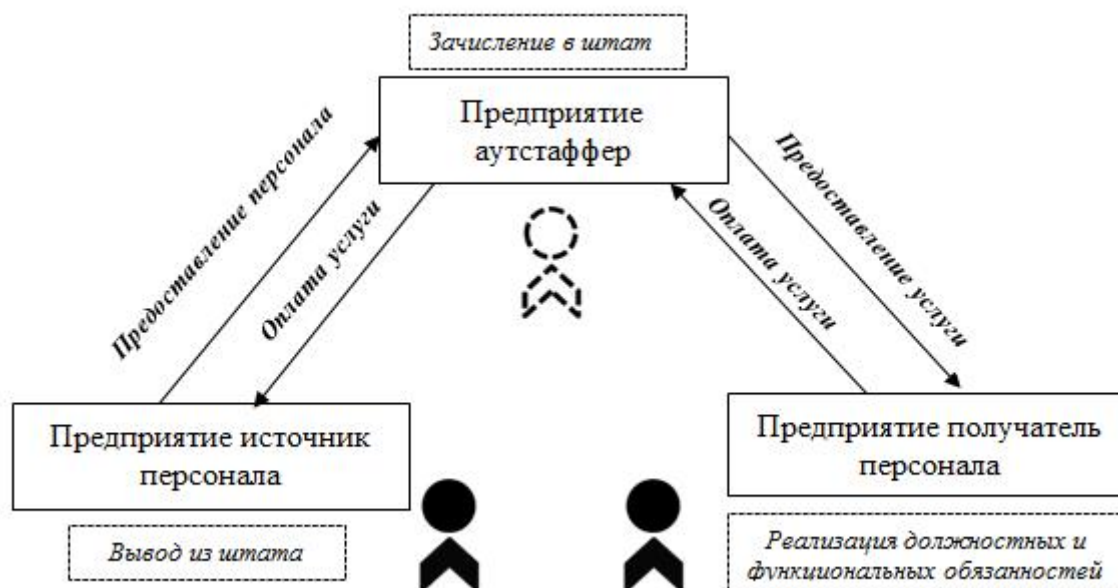 Зачисление в штат
Предприятие
аутстаффер
Предоставление персонала
Оплата услуги
Оплата услуги
Предоставление услуги
Предприятие источник
персонала
Предприятие получатель
персонала
Вывод из штата
Реализация должностных и
функциональных обязанностей